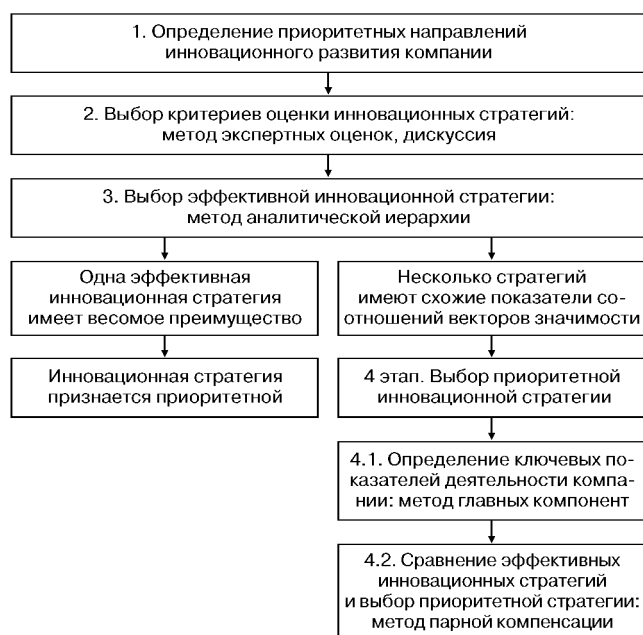 1. Определение приоритетных направлений
инновационного развития компании
2. Выбор критериев оценки инновационных стратегий:
метод экспертных оценок, дискуссия
3. Выбор эффективной инновационной стратегии:
метод аналитической иерархии
Одна эффективная
инновационная стратегия
имеет весомое преимущество
Несколько стратегий
имеют схожие показатели со-
отношений векторов значимости
Инновационная стратегия
признается приоритетной
4 этап. Выбор приоритетной
инновационной стратегии
4.1. Определение ключевых по-
казателей деятельности компа-
нии: метод главных компонент
4.2. Сравнение эффективных
инновационных стратегий
и выбор приоритетной стратегии:
метод парной компенсации